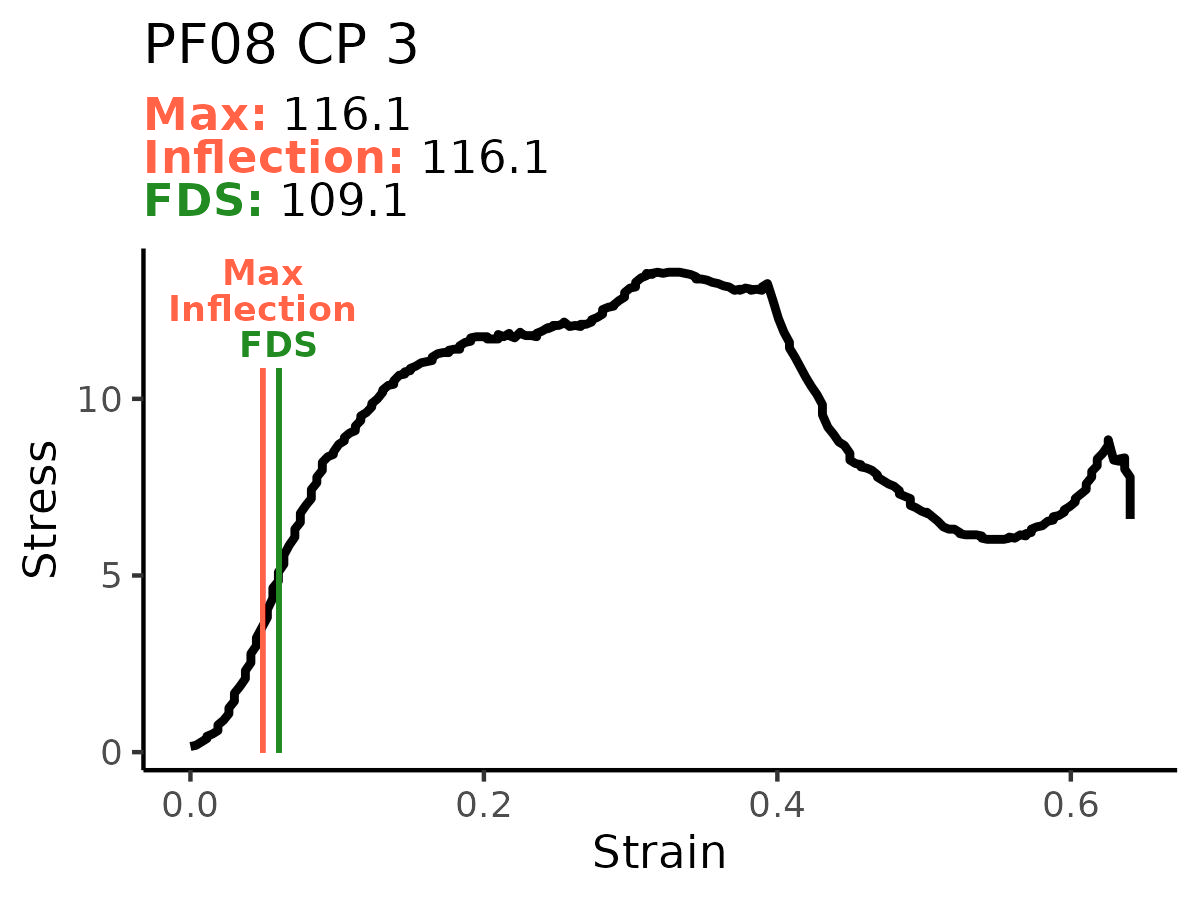 PF08 CP 3
Max: 116.1
Inflection: 116.1
FDS: 109.1
Max
Inflection
FDS
10
5
0
Stress
0.0 0.2 0.4 0.6
Strain